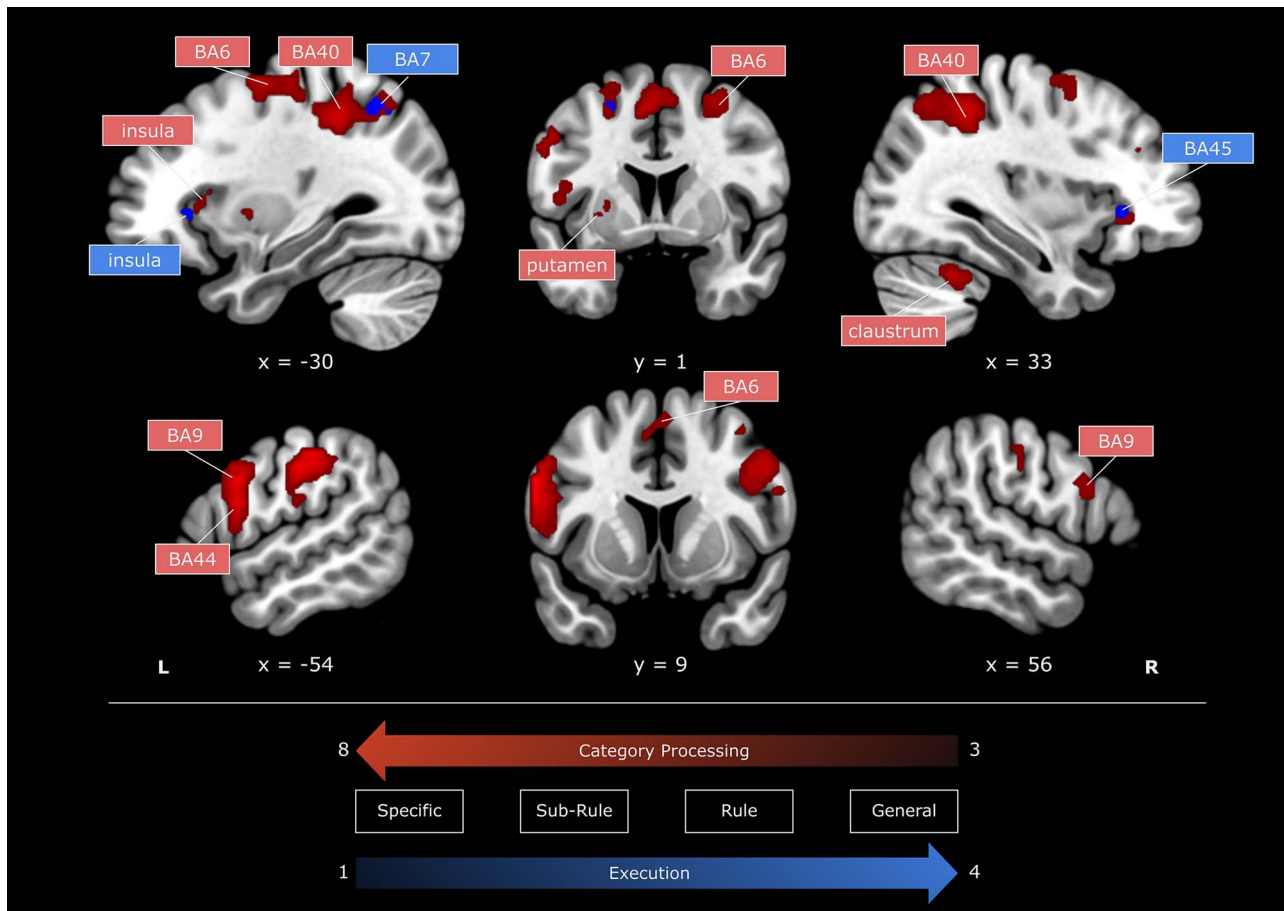 BA6
BA40
BA7
insula
insula
x = -30
BA6
putamen
y = 1
BA40
BA45
claustrum
x = 33
BA9
BA44
x = -54
L
BA6
y = 9
BA9
x = 56
R
8 Category Processing 3
Specific Sub-Rule Rule General
1 Execution 4